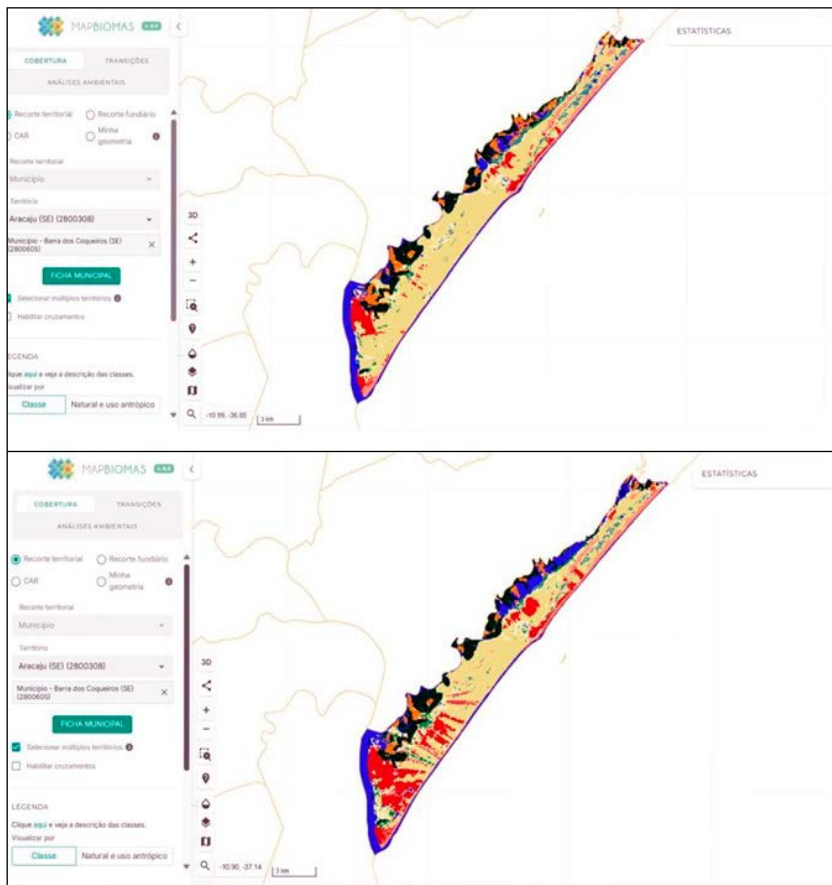 MAPBIOMAS
COBERTURA TRANSIÇÕES
ANÁLISES AMBIENTAIS
Recorte territorial Recorte fundiário
CAR Minha geometria
Recorte territorial
Município
Território
Aracaju (SE) (2800308)
Município - Barra dos Coqueiros (SE)
(2800605)
FICHA MUNICIPAL
Selecionar múltiplos territórios
Habilitar cruzamentos
LEGENDA
Clique aqui e veja a descrição das classes.
Visualizar por
Classe Natural e uso antrópico
3D
3 km
ESTATÍSTICAS
MAPBIOMAS
COBERTURA TRANSIÇÕES
ANÁLISES AMBIENTAIS
Recorte territorial Recorte fundiário
CAR Minha geometria
Recorte territorial
Município
Território
Aracaju (SE) (2800308)
Município - Barra dos Coqueiros (SE)
(2800605)
FICHA MUNICIPAL
Selecionar múltiplos territórios
Habilitar cruzamentos
LEGENDA
Clique aqui e veja a descrição das classes.
Visualizar por
Classe Natural e uso antrópico
3D
-10.90, -37.14 3 km
ESTATÍSTICAS